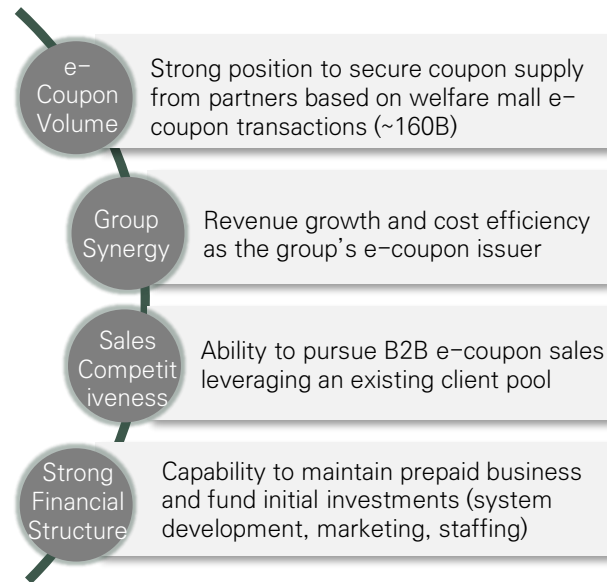 e-
Coupon
Volume
Strong position to secure coupon supply
from partners based on welfare mall e-
coupon transactions (~160B)
Group
Synergy
Revenue growth and cost efficiency
as the group's e-coupon issuer
Sales
Competit
iveness
Ability to pursue B2B e-coupon sales
leveraging an existing client pool
Strong
Financial
Structure
Capability to maintain prepaid business
and fund initial investments (system
development, marketing, staffing)